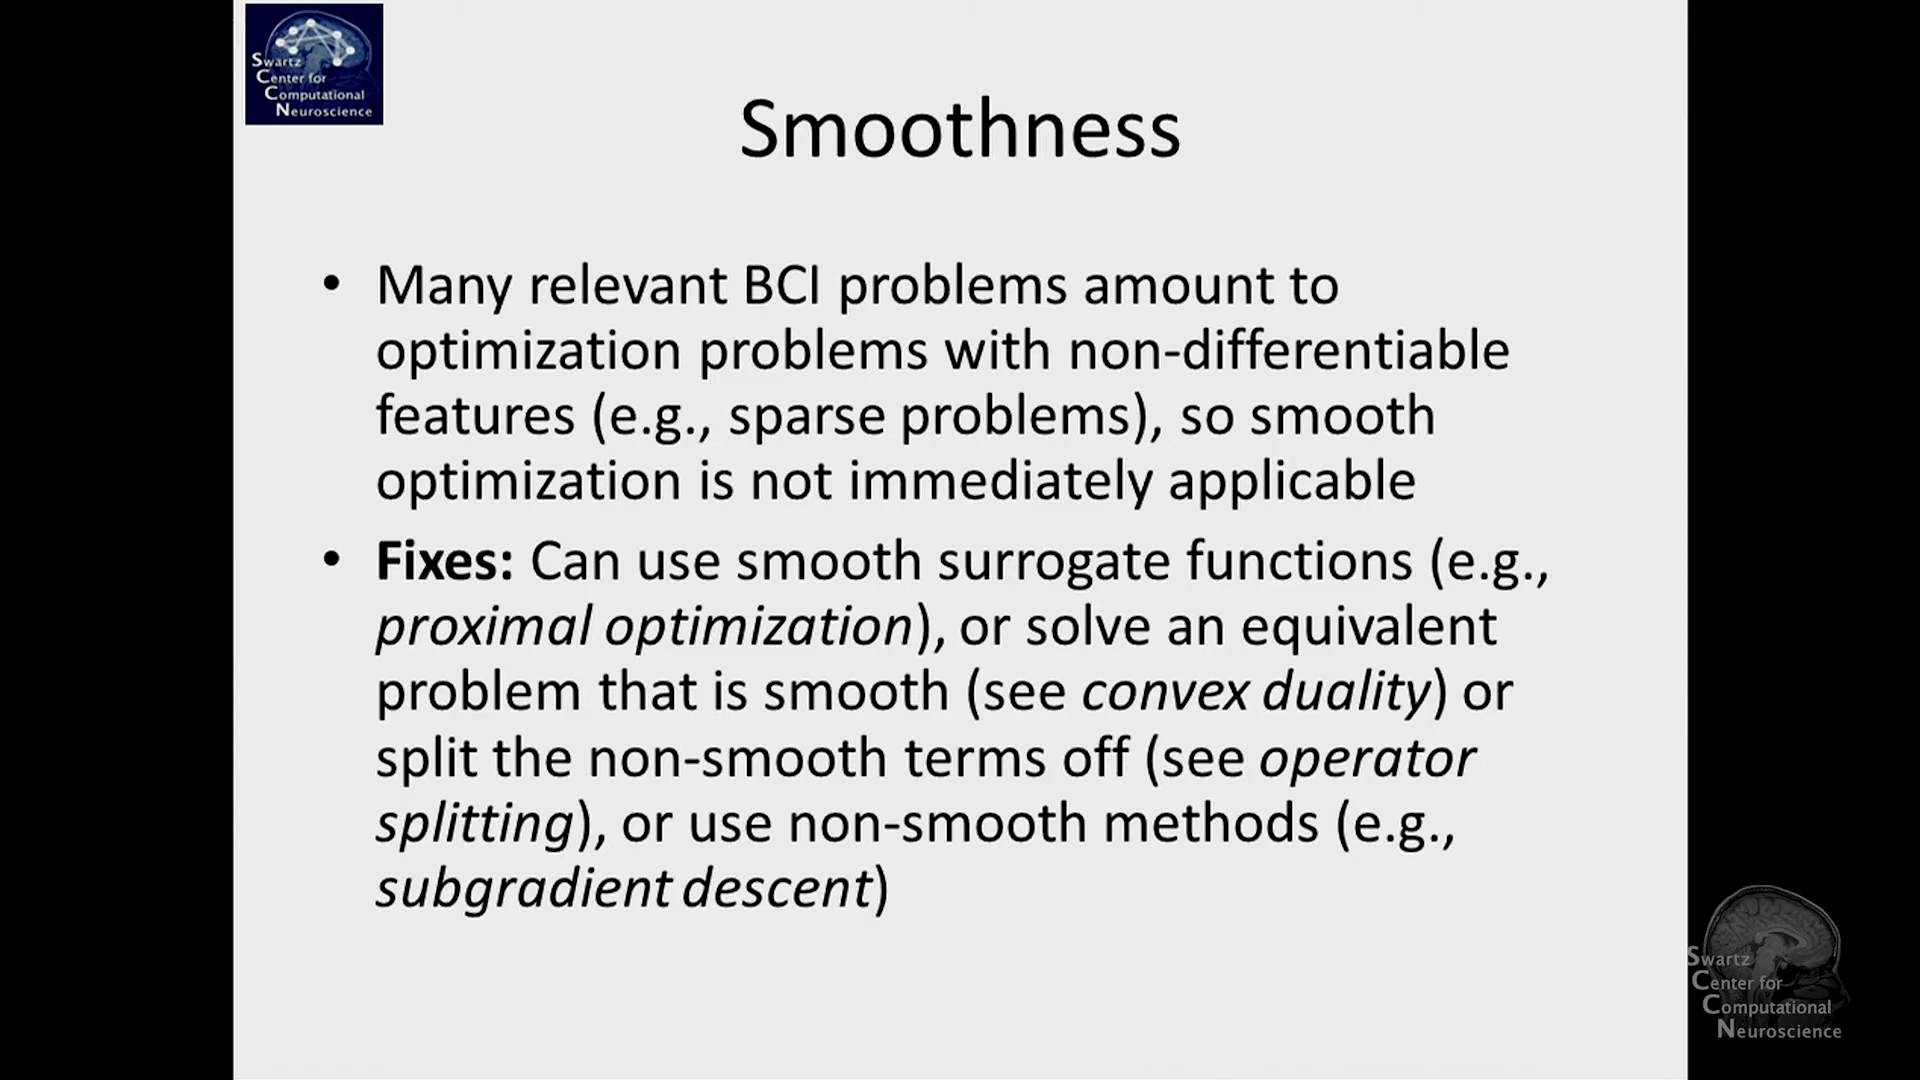 Swartz
Center for
Computational
Neuroscience
Smoothness
• Many relevant BCI problems amount to
optimization problems with non-differentiable
features (e.g., sparse problems), so smooth
optimization is not immediately applicable
• Fixes: Can use smooth surrogate functions (e.g.,
proximal optimization), or solve an equivalent
problem that is smooth (see convex duality) or
split the non-smooth terms off (see operator
splitting), or use non-smooth methods (e.g.,
subgradient descent)
Swartz
Center for
Computational
Neuroscience